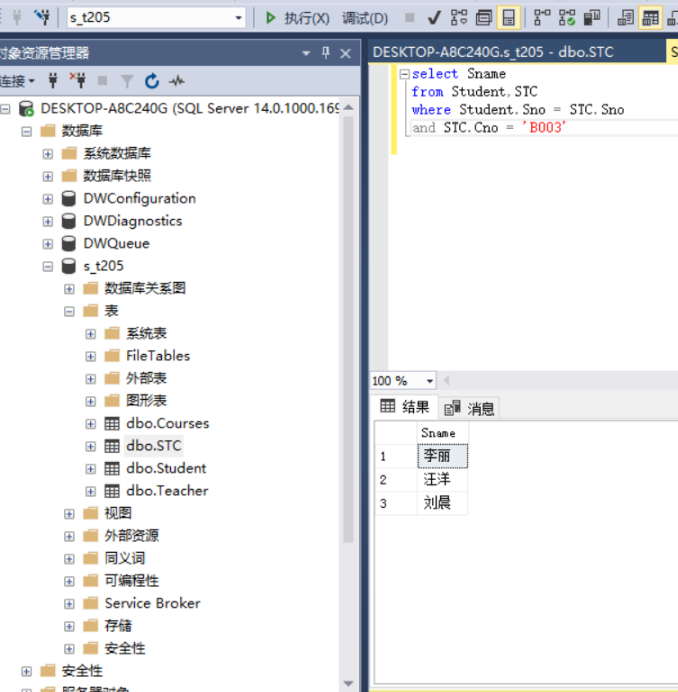 s_t205
执行(X)
调试(D)
对象资源管理器
连接
DESKTOP-A8C240G (SQL Server 14.0.1000.169
数据库
系统数据库
数据库快照
DWConfiguration
DWDiagnostics
DWQueue
s_t205
数据库关系图
表
系统表
FileTables
外部表
图形表
dbo.Courses
dbo.STC
dbo.Student
dbo.Teacher
视图
外部资源
同义词
可编程性
Service Broker
存储
安全性
安全性
服务器对象
DESKTOP-A8C240G.s_t205 - dbo.STC
S
select Sname
from Student,STC
where Student.Sno = STC.Sno
and STC.Cno = 'B003'
100 %
结果
消息
Sname
1 李丽
2 汪洋
3 刘晨